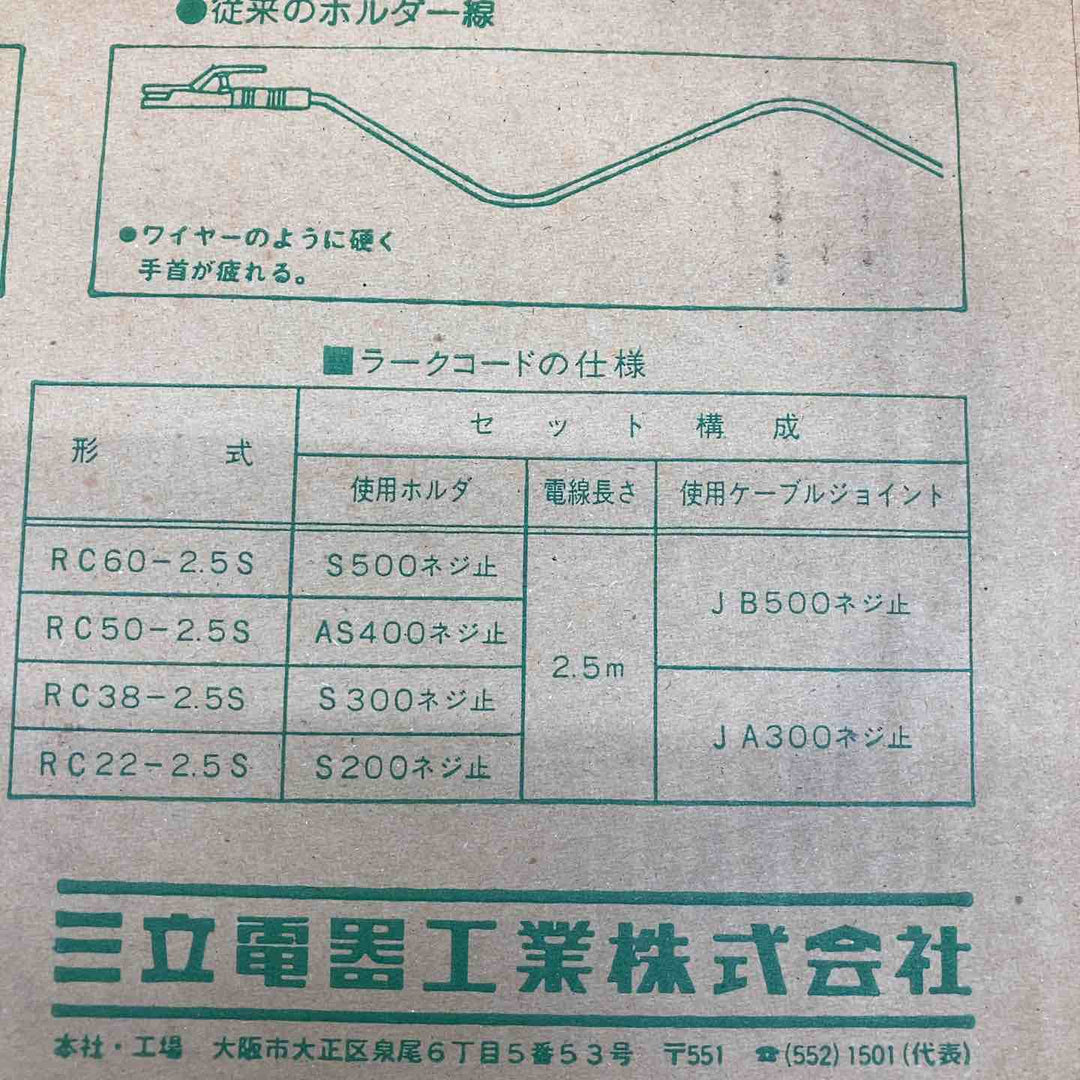 ●従来のホルダー線
●ワイヤーのように硬く
手首が疲れる。
■ラークコードの仕様
形式 セット構成
使用ホルダ 電線長さ 使用ケーブルジョイント
RC60-2.5S S500ネジ止
JB500ネジ止
RC50-2.5S AS400ネジ止
2.5m
RC38-2.5S S300ネジ止
JA300ネジ止
RC22-2.5S S200ネジ止
三立電器工業株式会社
本社・工場 大阪市大正区泉尾6丁目5番53号 〒551 ☎(552)1501(代表)